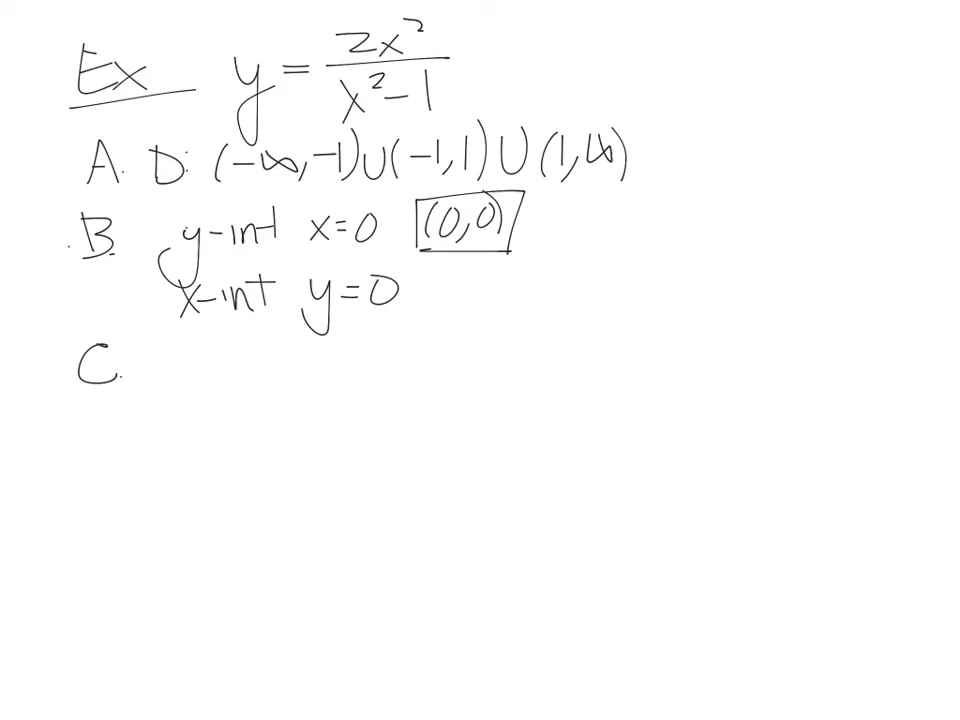 Ex y = 2x²/(x²-1)
A. D: (-∞,-1)∪(-1,1)∪(1,∞)
B. y-int x=0 (0,0)
x-int y=0
C.